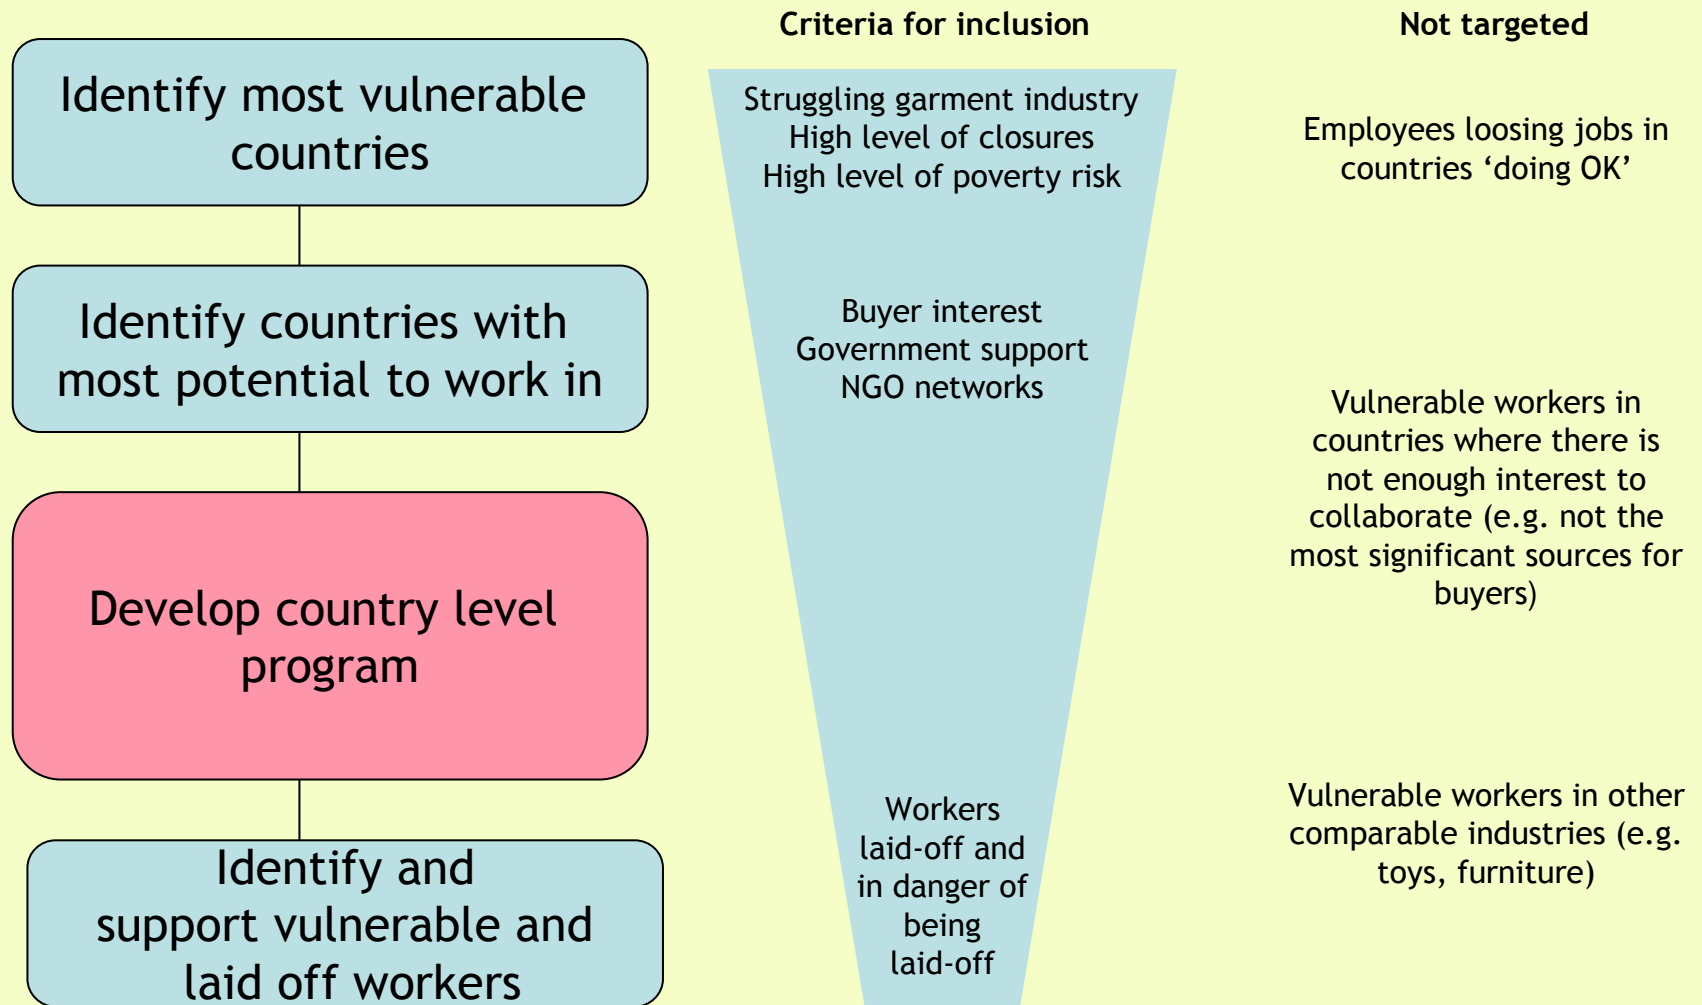 Criteria for inclusion
Not targeted
Identify most vulnerable
countries
Struggling garment industry
High level of closures
High level of poverty risk
Employees loosing jobs in
countries ‘doing OK’
Identify countries with
most potential to work in
Buyer interest
Government support
NGO networks
Vulnerable workers in
countries where there is
not enough interest to
collaborate (e.g. not the
most significant sources for
buyers)
Develop country level
program
Identify and
support vulnerable and
laid off workers
Workers
laid-off and
in danger of
being
laid-off
Vulnerable workers in other
comparable industries (e.g.
toys, furniture)